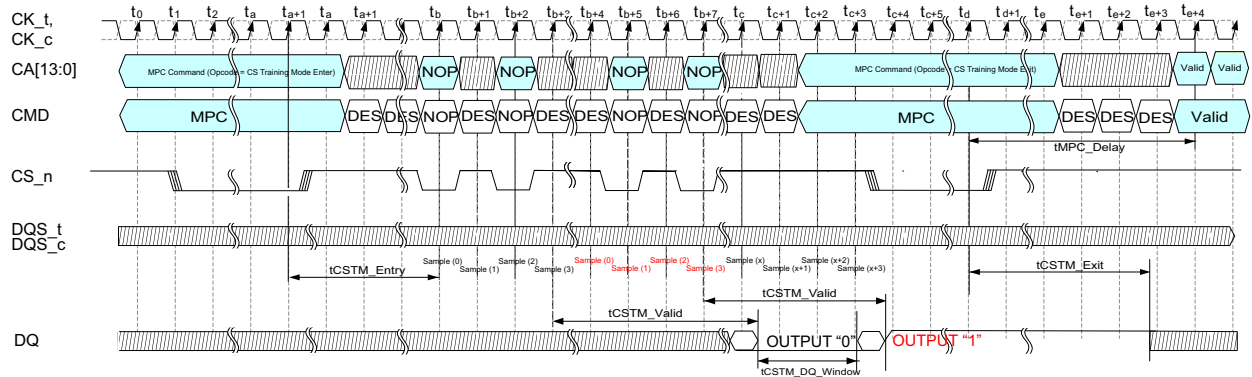 CK_t,
CK_c
t0 t1 t2 ta ta+1 ta ta+1 tb tb+1 tb+2 tb+2 tb+4 tb+5 tb+6 tb+7 tc tc+1 tc+2 tc+3 tc+4 tc+5 td td+1 te te+1 te+2 te+3 te+4
CA[13:0]
MPC Command (Opcode = CS Training Mode Enter) NOP NOP NOP NOP MPC Command (Opcode = CS Training Mode Exit) Valid Valid
CMD
MPC DES DES NOP DES NOP DES DES NOP DES NOP DES DES MPC DES DES DES Valid
tMPC_Delay
CS_n
DQS_t
DQS_c
Sample (0) Sample (1) Sample (2) Sample (3) Sample (0) Sample (1) Sample (2) Sample (3) Sample (x) Sample (x+1) Sample (x+2) Sample (x+3)
tCSTM_Entry
tCSTM_Exit
tCSTM_Valid
tCSTM_Valid
DQ
OUTPUT “0” OUTPUT “1”
tCSTM_DQ_Window